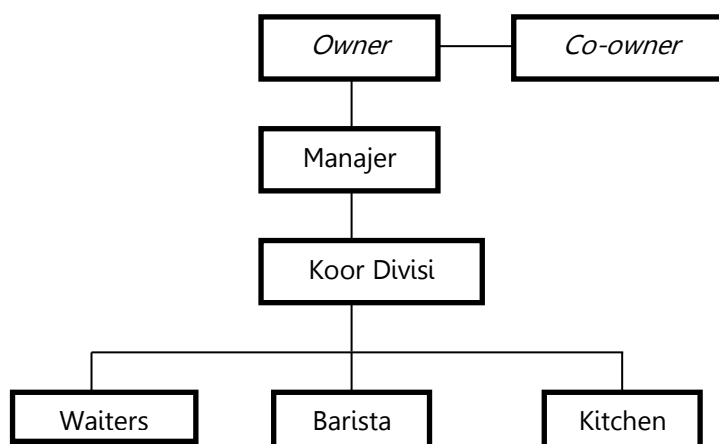 Owner
Co-owner
Manajer
Koor Divisi
Waiters
Barista
Kitchen